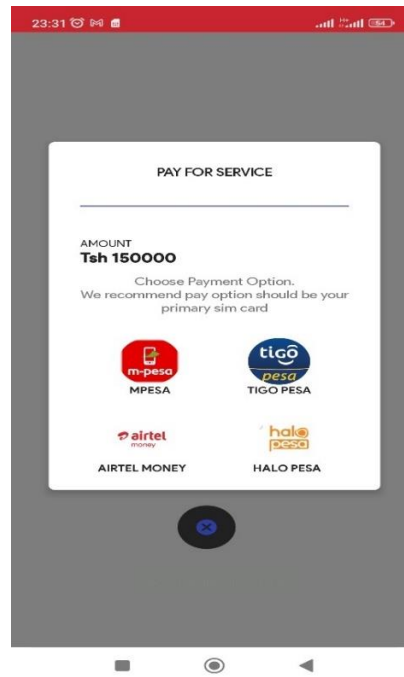 23:31
54
PAY FOR SERVICE
AMOUNT
Tsh 150000
Choose Payment Option.
We recommend pay option should be your
primary sim card
m-pesa
tigo
pesa
MPESA
TIGO PESA
airtel
money
halo
pesa
AIRTEL MONEY
HALO PESA